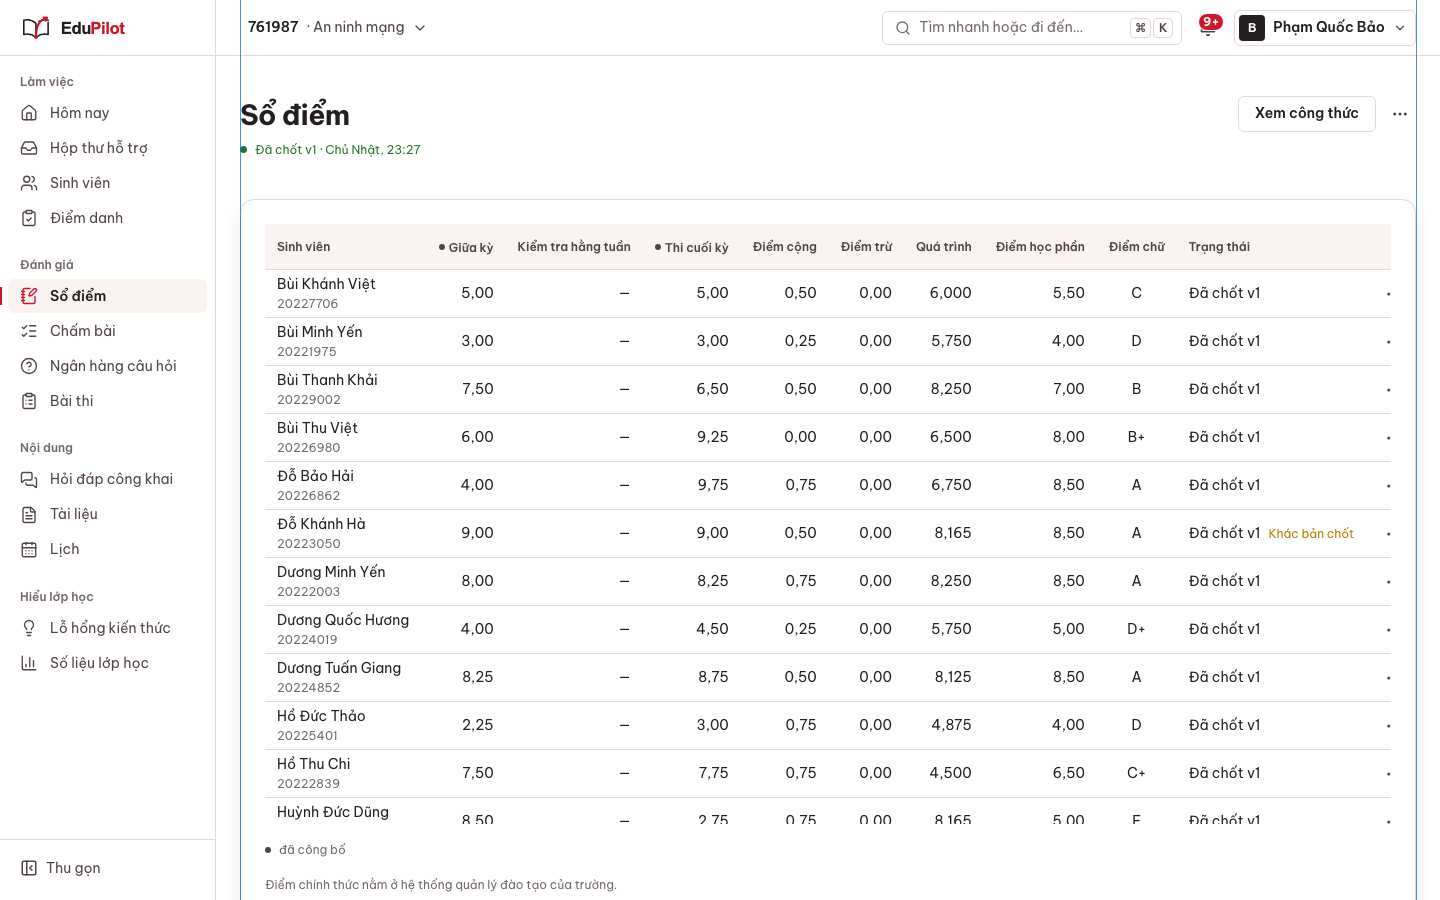 EduPilot
761987 · An ninh mạng
Tìm nhanh hoặc đi đến...
⌘ K
9+
B Phạm Quốc Bảo
Làm việc
Hôm nay
Hộp thư hỗ trợ
Sinh viên
Điểm danh
Đánh giá
Sổ điểm
Chấm bài
Ngân hàng câu hỏi
Bài thi
Nội dung
Hỏi đáp công khai
Tài liệu
Lịch
Hiểu lớp học
Lỗ hổng kiến thức
Số liệu lớp học
Thu gọn
Sổ điểm
Xem công thức
Đã chốt v1 · Chủ Nhật, 23:27
Sinh viên Giữa kỳ Kiểm tra hằng tuần Thi cuối kỳ Điểm cộng Điểm trừ Quá trình Điểm học phần Điểm chữ Trạng thái
Bùi Khánh Việt 5,00 — 5,00 0,50 0,00 6,000 5,50 C Đã chốt v1
20227706
Bùi Minh Yến 3,00 — 3,00 0,25 0,00 5,750 4,00 D Đã chốt v1
20221975
Bùi Thanh Khải 7,50 — 6,50 0,50 0,00 8,250 7,00 B Đã chốt v1
20229002
Bùi Thu Việt 6,00 — 9,25 0,00 0,00 6,500 8,00 B+ Đã chốt v1
20226980
Đỗ Bảo Hải 4,00 — 9,75 0,75 0,00 6,750 8,50 A Đã chốt v1
20226862
Đỗ Khánh Hà 9,00 — 9,00 0,50 0,00 8,165 8,50 A Đã chốt v1 Khác bản chốt
20223050
Dương Minh Yến 8,00 — 8,25 0,75 0,00 8,250 8,50 A Đã chốt v1
20222003
Dương Quốc Hương 4,00 — 4,50 0,25 0,00 5,750 5,00 D+ Đã chốt v1
20224019
Dương Tuấn Giang 8,25 — 8,75 0,50 0,00 8,125 8,50 A Đã chốt v1
20224852
Hồ Đức Thảo 2,25 — 3,00 0,75 0,00 4,875 4,00 D Đã chốt v1
20225401
Hồ Thu Chi 7,50 — 7,75 0,75 0,00 4,500 6,50 C+ Đã chốt v1
20222839
Huỳnh Đức Dũng 8,50 — 2,75 0,75 0,00 8,165 5,00 Đã chốt v1
đã công bố
Điểm chính thức nằm ở hệ thống quản lý đào tạo của trường.